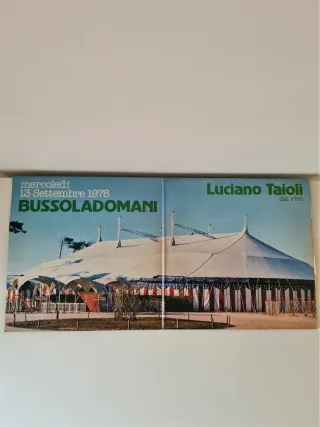 mercoledì
13 Settembre 1978
BUSSOLADOMANI
Luciano Taioli
dal vivo